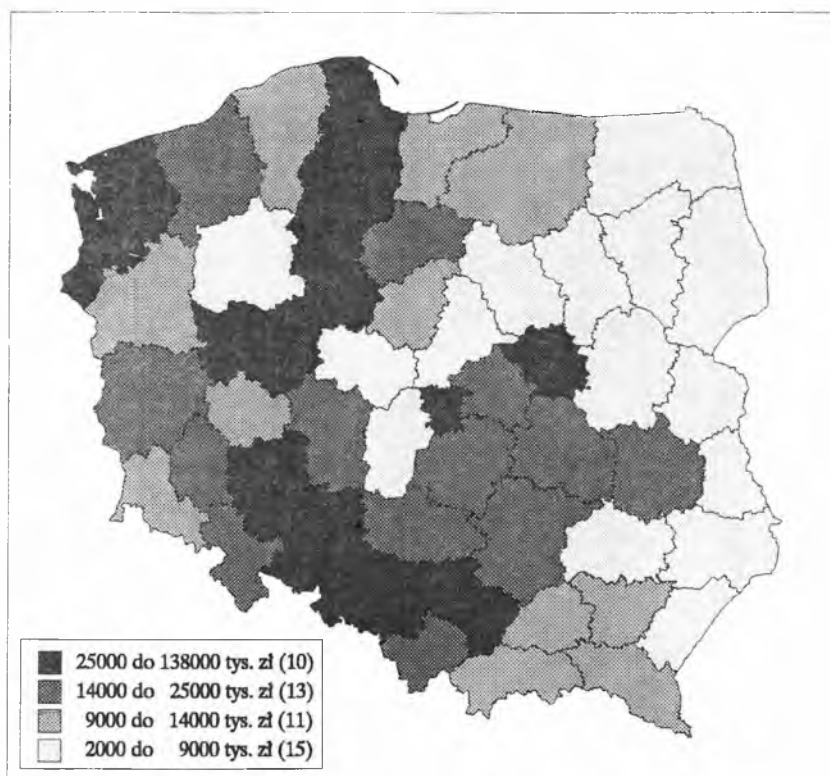 25000 do 138000 tys. zł (10)
14000 do 25000 tys. zł (13)
9000 do 14000 tys. zł (11)
2000 do 9000 tys. zł (15)